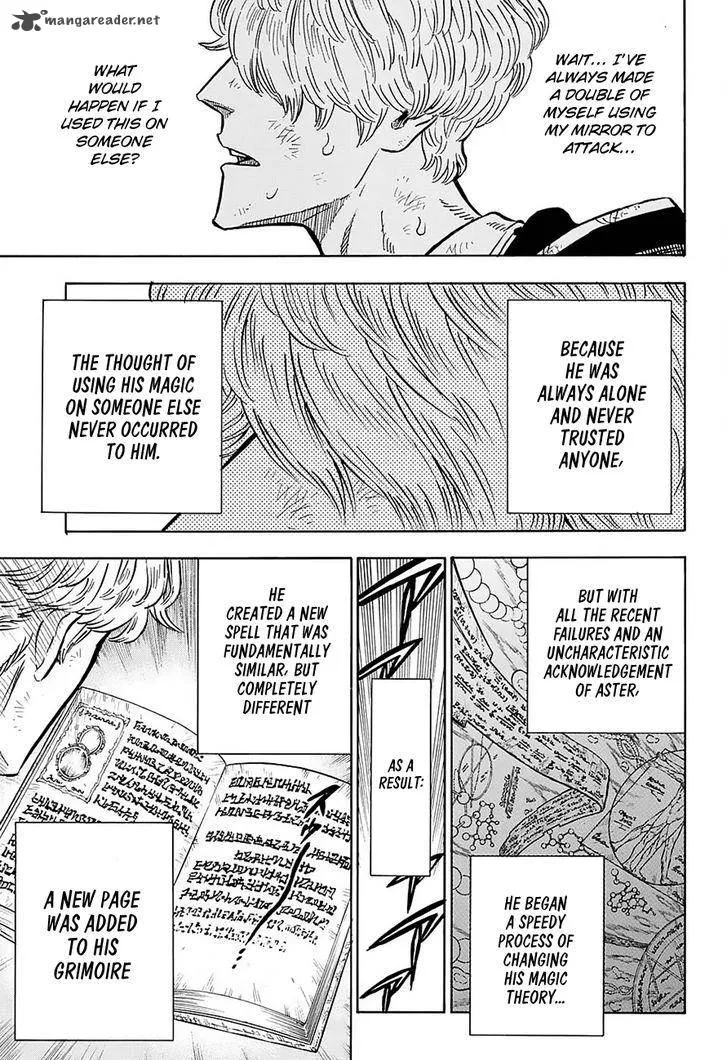 mangareader.net
WAIT... I'VE
ALWAYS MADE
A DOUBLE OF
MYSELF USING
MY MIRROR TO
ATTACK...
WHAT
WOULD
HAPPEN IF I
USED THIS ON
SOMEONE
ELSE?
BECAUSE
HE WAS
ALWAYS ALONE
AND NEVER
TRUSTED
ANYONE,
THE THOUGHT OF
USING HIS MAGIC
ON SOMEONE ELSE
NEVER OCCURRED
TO HIM.
BUT WITH
ALL THE RECENT
FAILURES AND AN
UNCHARACTERISTIC
ACKNOWLEDGEMENT
OF ASTER,
HE BEGAN
A SPEEDY
PROCESS OF
CHANGING
HIS MAGIC
THEORY...
AS A
RESULT:
HE
CREATED A NEW
SPELL THAT WAS
FUNDAMENTALLY
SIMILAR, BUT
COMPLETELY
DIFFERENT
A NEW PAGE
WAS ADDED
TO HIS
GRIMOIRE